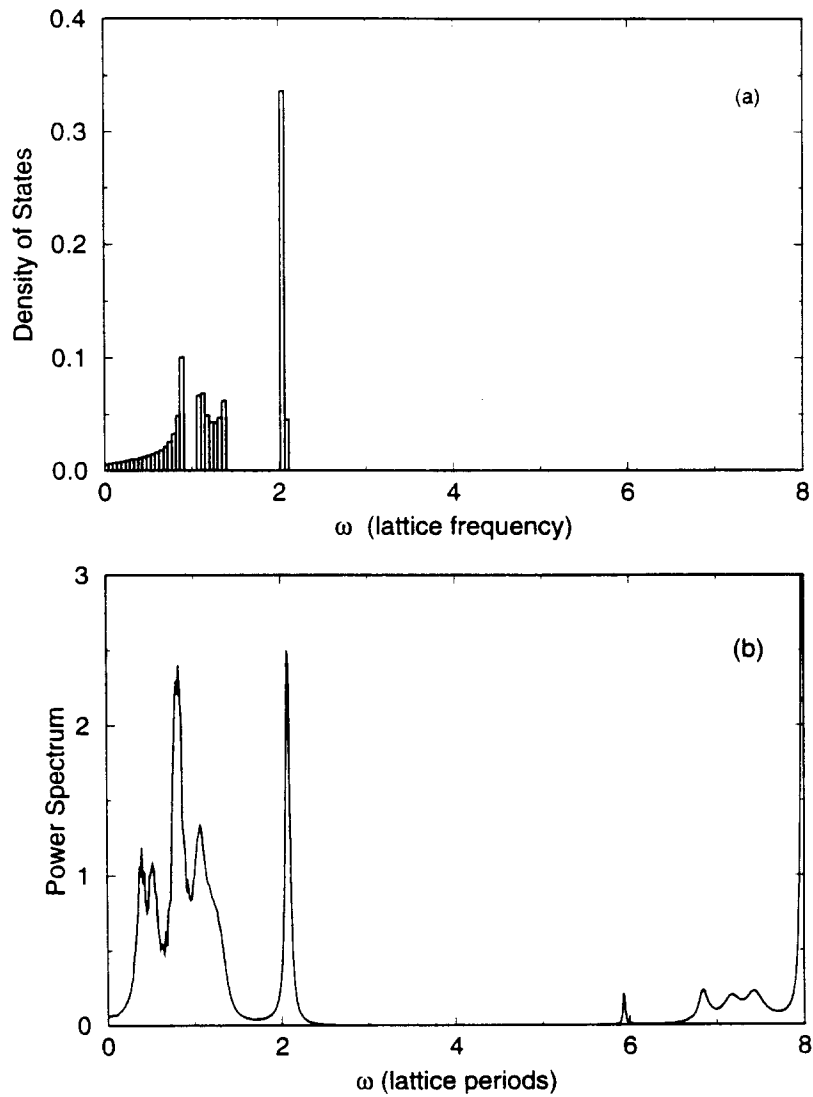 0.4
(a)
0.3
Density of States
0.2
0.1
0.0
0 2 4 6 8
ω (lattice frequency)
3
(b)
2
Power Spectrum
1
0
0 2 4 6 8
ω (lattice periods)